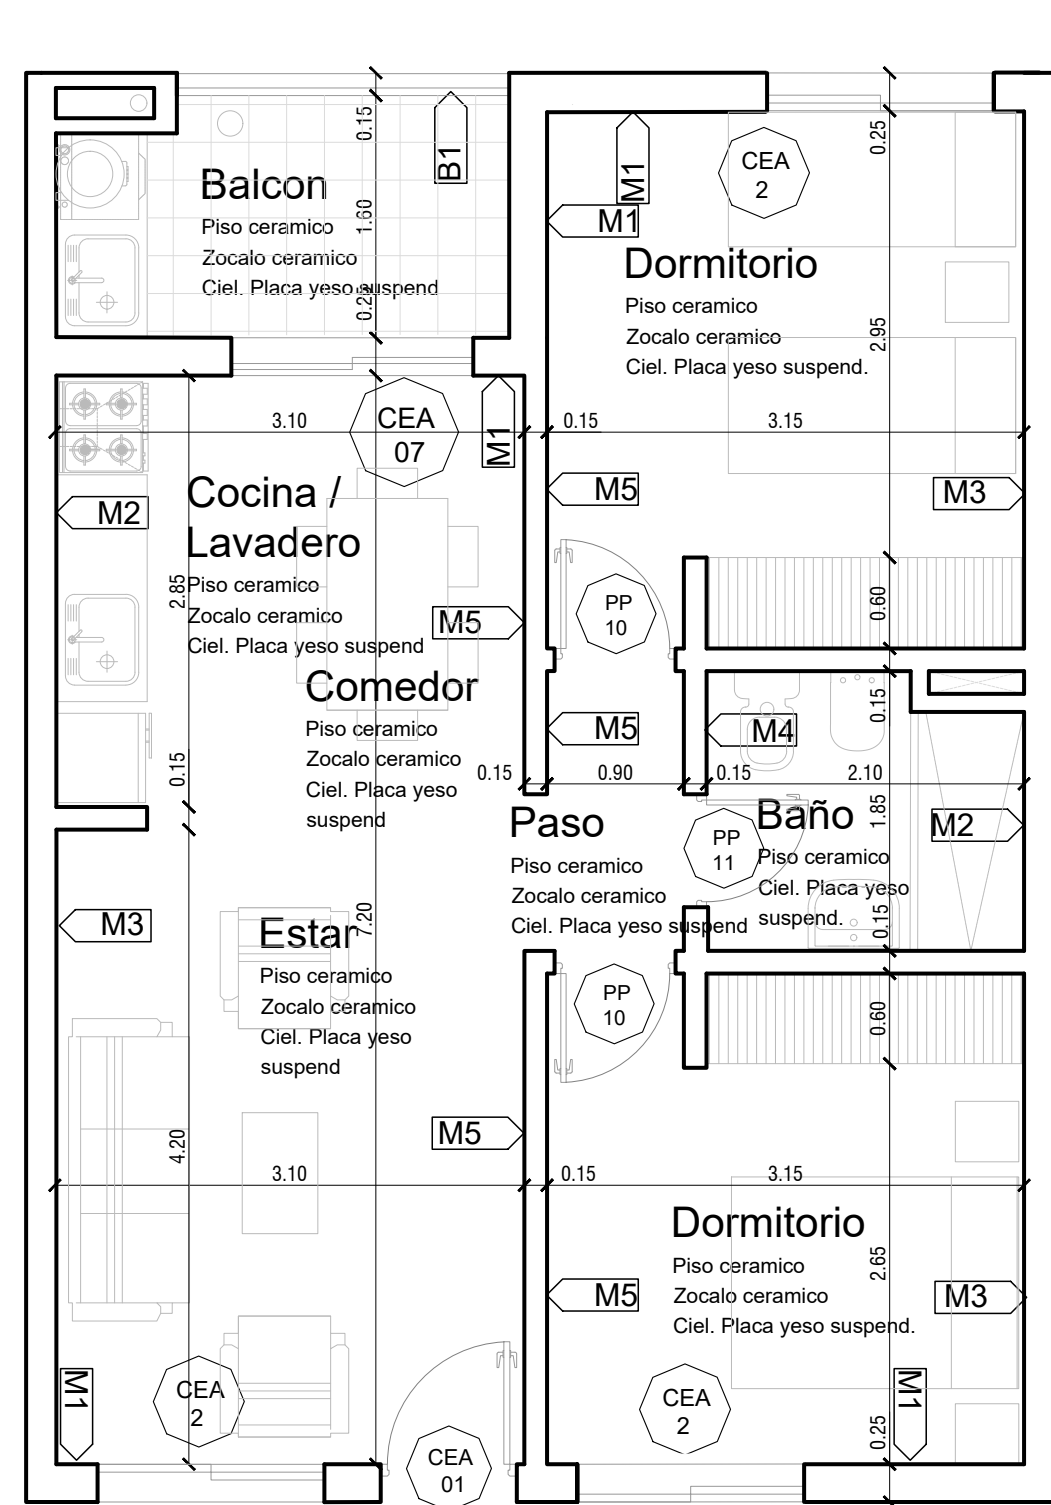 0.15
0.25
B1
CEA
2
M1
M1
Balcon
1.60
Piso ceramico
Zocalo ceramico
Ciel. Placa yeso suspend
0.25
Dormitorio
Piso ceramico
Zocalo ceramico
Ciel. Placa yeso suspend.
2.95
3.10
CEA
07
M1
0.15
3.15
M5
M3
M2
Cocina /
Lavadero
2.85
Piso ceramico
Zocalo ceramico
Ciel. Placa yeso suspend
M5
PP
10
0.60
Comedor
Piso ceramico
Zocalo ceramico
Ciel. Placa yeso
suspend
0.15
M5
M4
0.15
0.15
0.90
0.15
2.10
Paso
Piso ceramico
Zocalo ceramico
Ciel. Placa yeso suspend
PP
11
Baño
1.85
M2
Piso ceramico
Ciel. Placa yeso
suspend.
0.15
M3
7.20
Estar
Piso ceramico
Zocalo ceramico
Ciel. Placa yeso
suspend
PP
10
0.60
4.20
M5
3.10
0.15
3.15
Dormitorio
Piso ceramico
Zocalo ceramico
Ciel. Placa yeso suspend.
2.65
M5
M3
M1
CEA
2
CEA
2
M1
0.25
CEA
01